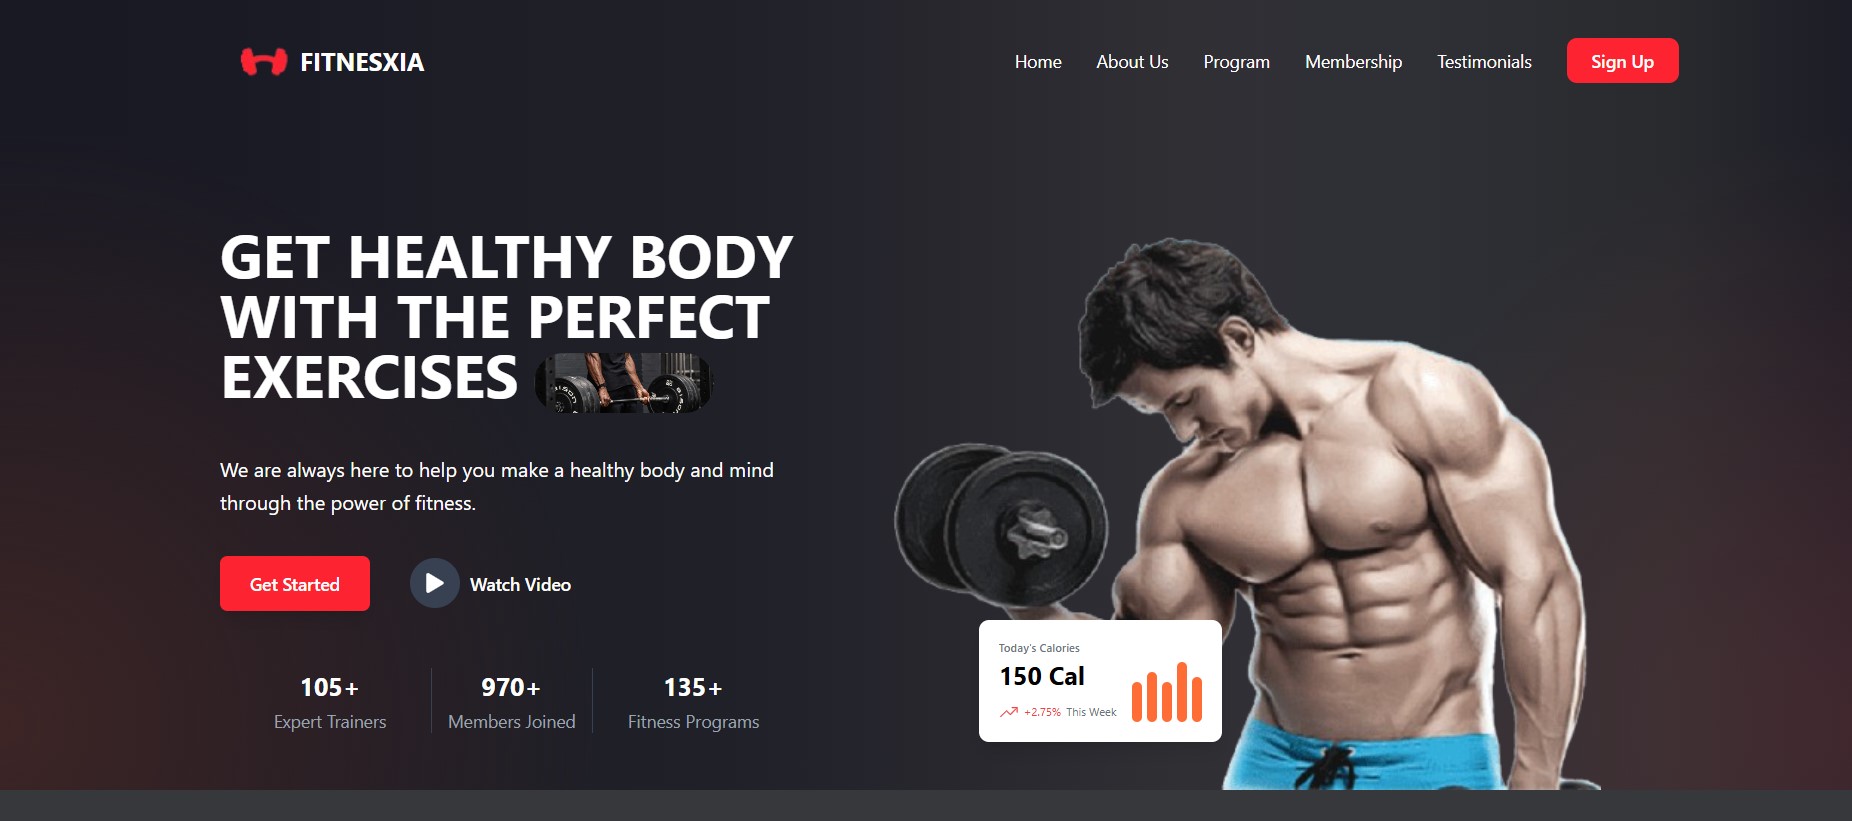 FITNESXIA
Home About Us Program Membership Testimonials Sign Up
GET HEALTHY BODY
WITH THE PERFECT
EXERCISES
We are always here to help you make a healthy body and mind
through the power of fitness.
Get Started Watch Video
105+ 970+ 135+
Expert Trainers Members Joined Fitness Programs
Today's Calories
150 Cal
+2.75% This Week